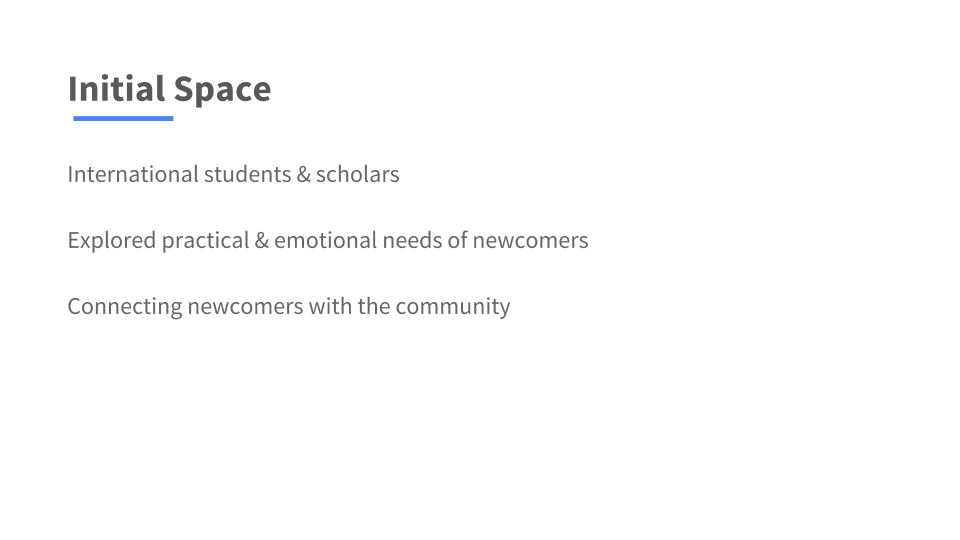 Initial Space
International students & scholars
Explored practical & emotional needs of newcomers
Connecting newcomers with the community